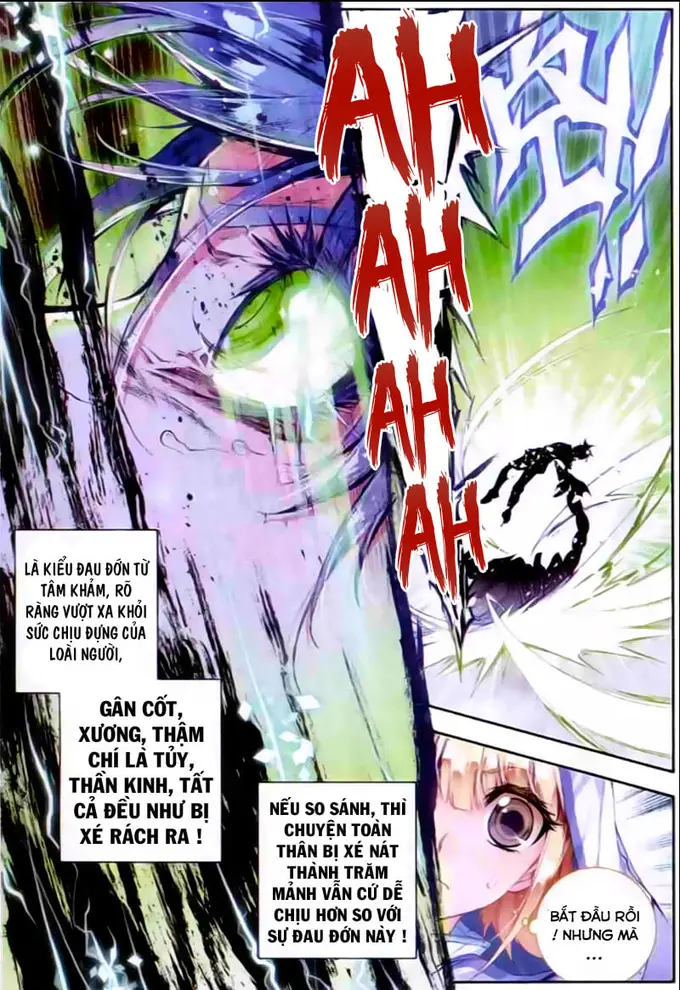 AH
AH
AH
AH
LÀ KIỂU ĐAU ĐỚN TỪ
TÂM KHẢM, RÕ
RÀNG VƯỢT XA KHỎI
SỨC CHỊU ĐỰNG CỦA
LOÀI NGƯỜI,
GÂN CỐT,
XƯƠNG, THẬM
CHÍ LÀ TỦY,
THẦN KINH, TẤT
CẢ ĐỀU NHƯ BỊ
XÉ RÁCH RA !
NẾU SO SÁNH, THÌ
CHUYỆN TOÀN
THÂN BỊ XÉ NÁT
THÀNH TRĂM
MẢNH VẪN CỨ DỄ
CHỊU HƠN SO VỚI
SỰ ĐAU ĐỚN NÀY !
BẮT ĐẦU RỒI
! NHƯNG MÀ
...